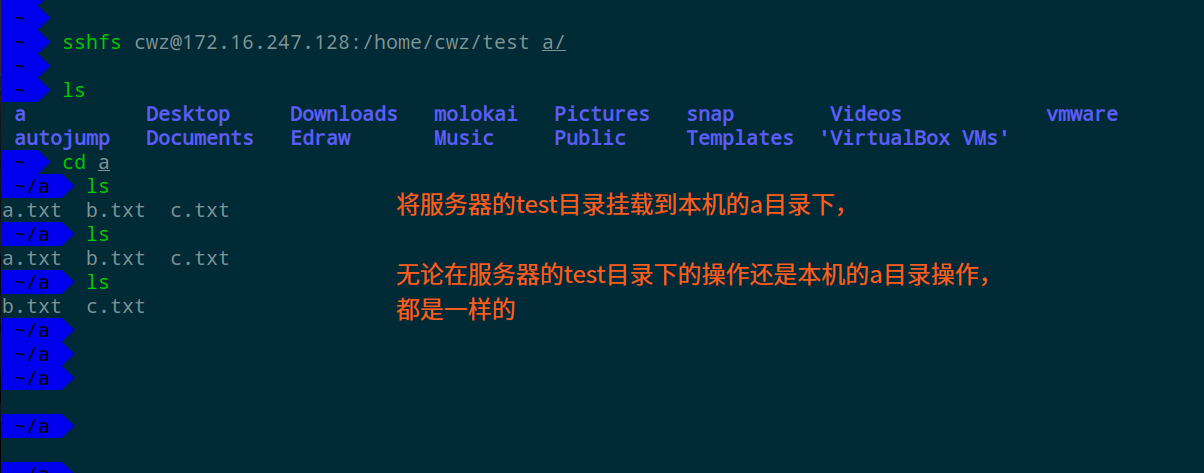 ~
~ sshfs cwz@172.16.247.128:/home/cwz/test a/
~
~ ls
a Desktop Downloads molokai Pictures snap Videos vmware
autojump Documents Edraw Music Public Templates 'VirtualBox VMs'
~ cd a
~/a ls
a.txt b.txt c.txt
将服务器的test目录挂载到本机的a目录下，
~/a ls
a.txt b.txt c.txt
无论在服务器的test目录下的操作还是本机的a目录操作，
~/a ls
b.txt c.txt
都是一样的
~/a
~/a
~/a
~/a
~/a